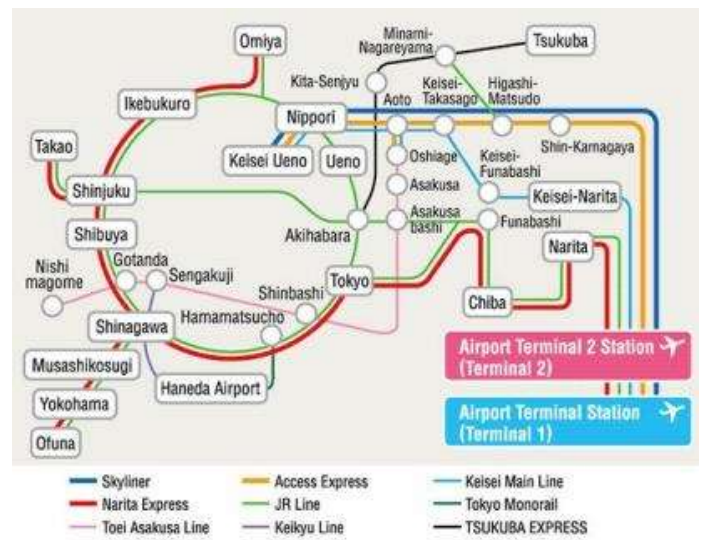 Omiya
Minami-
Nagareyama
Tsukuba
Kita-Senjyu
Ikebukuro
Nippori
Aoto
Keisei-
Takasago
Higashi-
Matsudo
Takao
Keisei Ueno
Ueno
Oshiage
Keisei-
Funabashi
Shin-Kamagaya
Shinjuku
Asakusa
Keisei-Narita
Shibuya
Akihabara
Asakusa
bashi
Funabashi
Narita
Nishi
magome
Gotanda
Sengakuji
Tokyo
Shinbashi
Chiba
Shinagawa
Hamamatsucho
Musashikosugi
Haneda Airport
Airport Terminal 2 Station
(Terminal 2)
Yokohama
Airport Terminal Station
(Terminal 1)
Ofuna
Skyliner
Access Express
Keisei Main Line
Narita Express
JR Line
Tokyo Monorail
Toei Asakusa Line
Keikyu Line
TSUKUBA EXPRESS